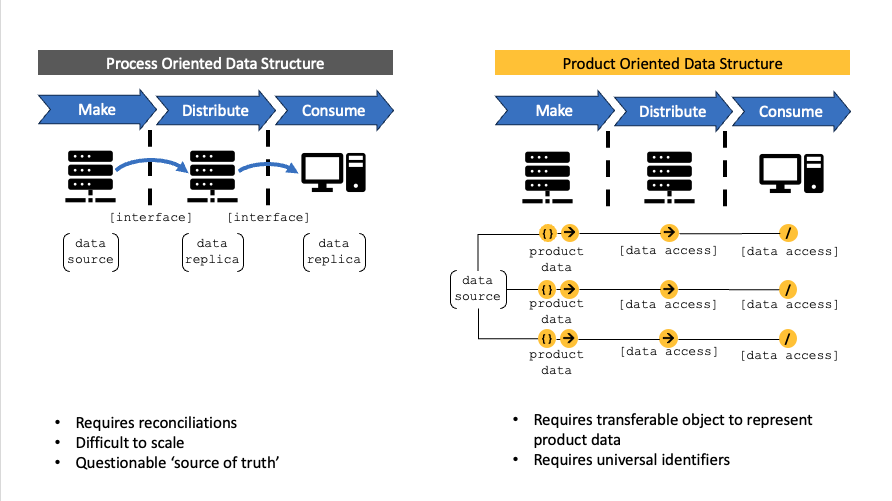 Process Oriented Data Structure
Make
Distribute
Consume
[interface]
[interface]
data
source
data
replica
data
replica
Requires reconciliations
Difficult to scale
Questionable ‘source of truth’
Product Oriented Data Structure
Make
Distribute
Consume
data
source
{ }
product
data
[data access]
/
[data access]
{ }
product
data
[data access]
/
[data access]
{ }
product
data
[data access]
/
[data access]
Requires transferable object to represent
product data
Requires universal identifiers